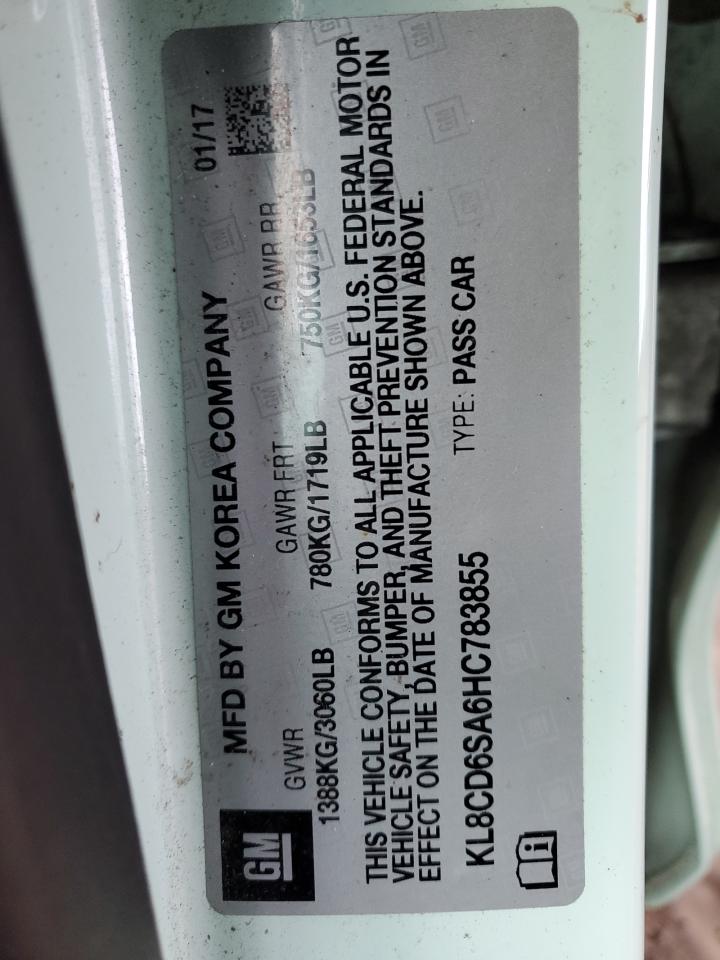 MFD BY GM KOREA COMPANY 01/17
GVWR GAWR FRT GAWR RR
1388KG/3060LB 780KG/1719LB 750KG/1653LB
THIS VEHICLE CONFORMS TO ALL APPLICABLE U.S. FEDERAL MOTOR
VEHICLE SAFETY, BUMPER, AND THEFT PREVENTION STANDARDS IN
EFFECT ON THE DATE OF MANUFACTURE SHOWN ABOVE.
KL8CD6SA6HC783855 TYPE: PASS CAR
GM